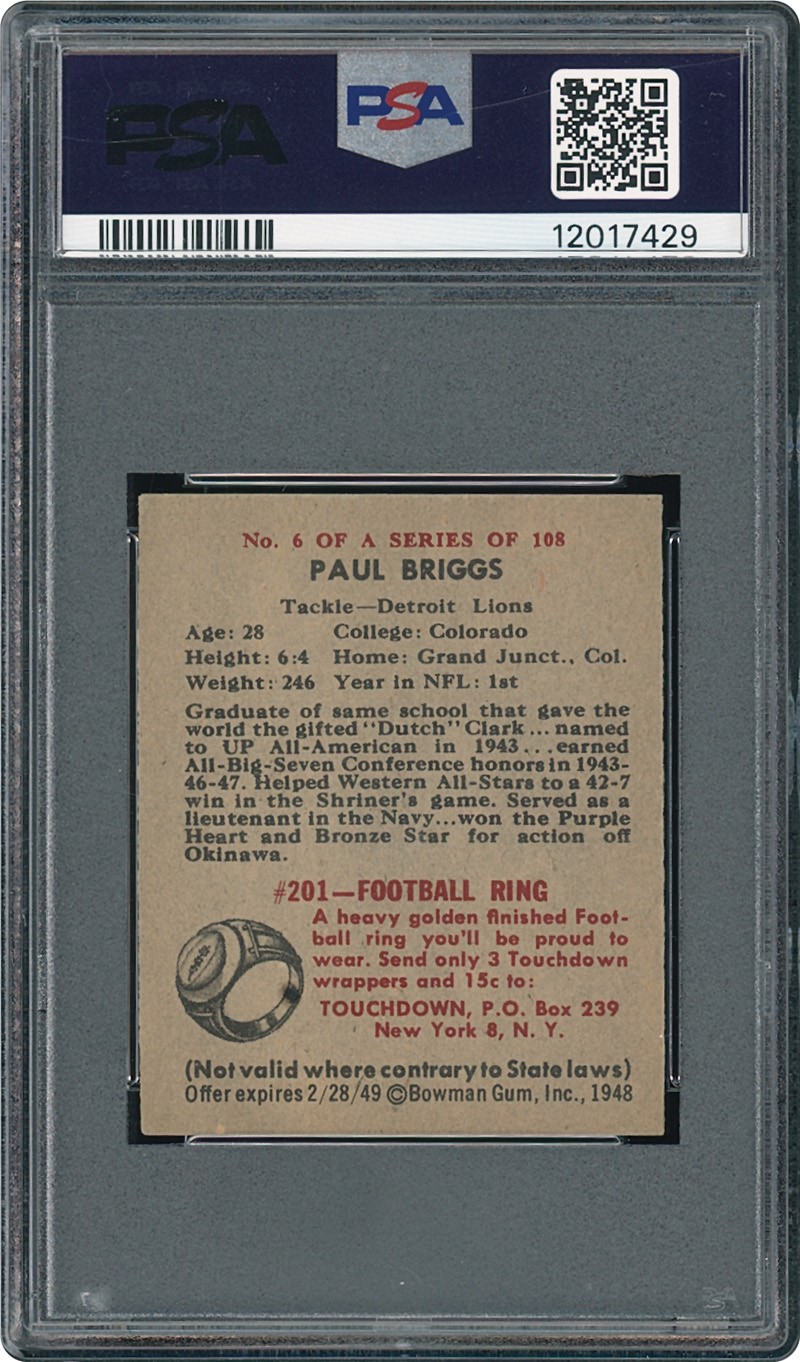 PSA
PSA
12017429
No. 6 OF A SERIES OF 108
PAUL BRIGGS
Tackle—Detroit Lions
Age: 28 College: Colorado
Height: 6:4 Home: Grand Junct., Col.
Weight: 246 Year in NFL: 1st
Graduate of same school that gave the
world the gifted "Dutch" Clark ... named
to UP All-American in 1943...earned
All-Big-Seven Conference honors in 1943-
46-47. Helped Western All-Stars to a 42-7
win in the Shriner's game. Served as a
lieutenant in the Navy...won the Purple
Heart and Bronze Star for action off
Okinawa.
#201—FOOTBALL RING
A heavy golden finished Foot-
ball ring you'll be proud to
wear. Send only 3 Touchdown
wrappers and 15c to:
TOUCHDOWN, P.O. Box 239
New York 8, N. Y.
(Not valid where contrary to State laws)
Offer expires 2/28/49 ©Bowman Gum, Inc., 1948